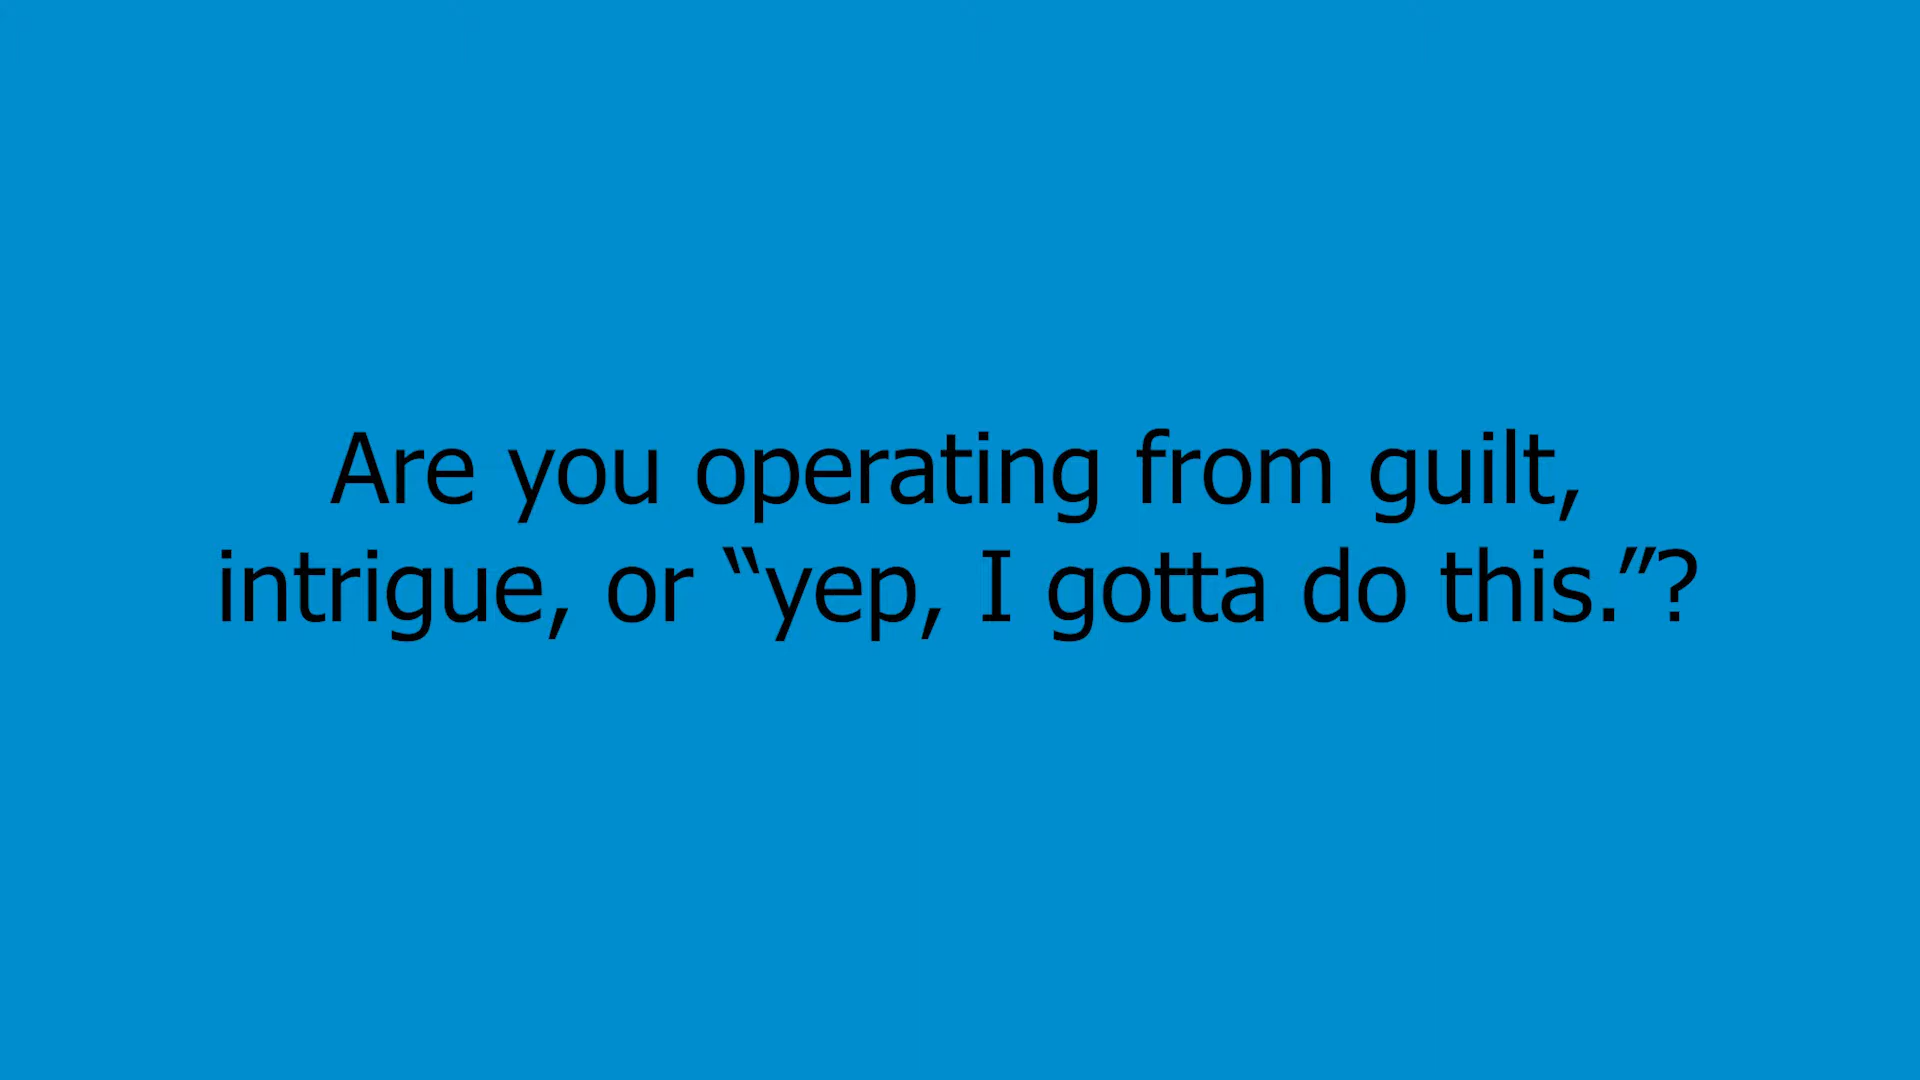 Are you operating from guilt,
intrigue, or “yep, I gotta do this.”?